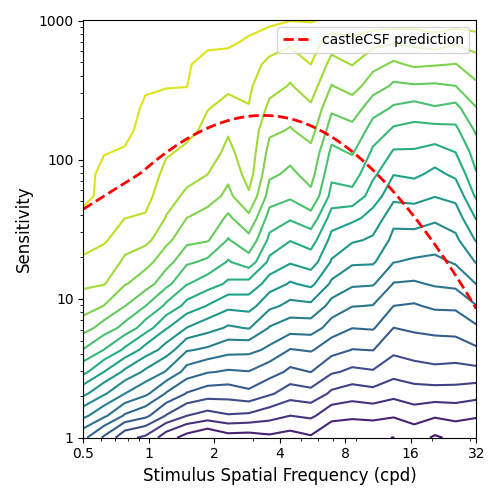 1000
castleCSF prediction
100
10
1
Sensitivity
0.5 1 2 4 8 16 32
Stimulus Spatial Frequency (cpd)